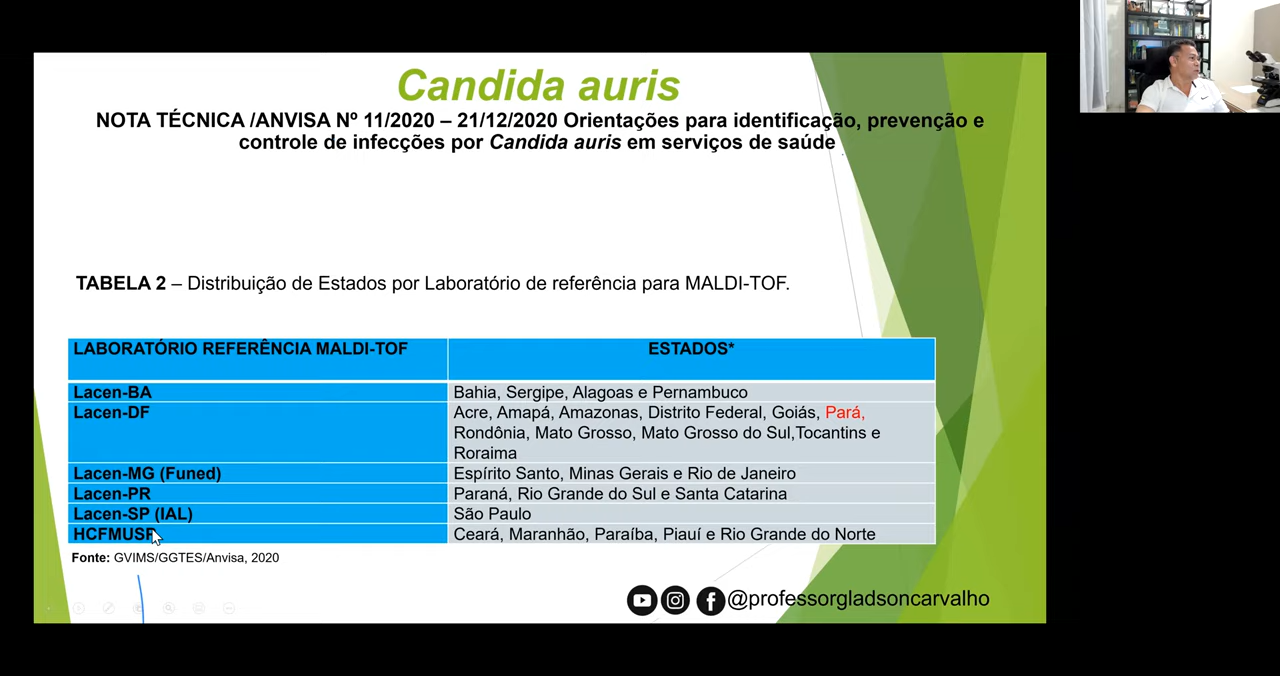 Candida auris
NOTA TÉCNICA /ANVISA Nº 11/2020 – 21/12/2020 Orientações para identificação, prevenção e
controle de infecções por Candida auris em serviços de saúde
TABELA 2 – Distribuição de Estados por Laboratório de referência para MALDI-TOF.
LABORATÓRIO REFERÊNCIA MALDI-TOF ESTADOS*
Lacen-BA Bahia, Sergipe, Alagoas e Pernambuco
Lacen-DF Acre, Amapá, Amazonas, Distrito Federal, Goiás, Pará,
Rondônia, Mato Grosso, Mato Grosso do Sul,Tocantins e
Roraima
Lacen-MG (Funed) Espírito Santo, Minas Gerais e Rio de Janeiro
Lacen-PR Paraná, Rio Grande do Sul e Santa Catarina
Lacen-SP (IAL) São Paulo
HCFMUSP Ceará, Maranhão, Paraíba, Piauí e Rio Grande do Norte
Fonte: GVIMS/GGTES/Anvisa, 2020
@professorgladsoncarvalho